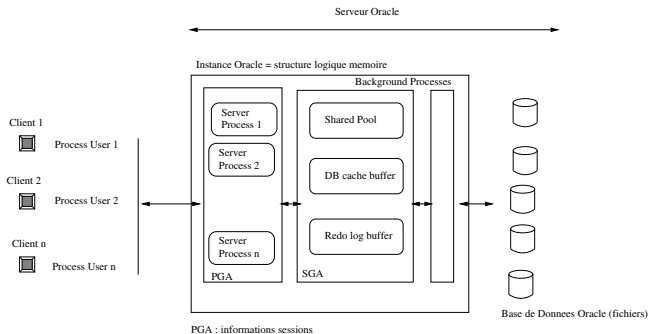 Serveur Oracle
Instance Oracle = structure logique memoire
Background Processes
Client 1
Process User 1
Client 2
Process User 2
Client n
Process User n
Server
Process 1
Server
Process 2
Server
Process n
PGA
Shared Pool
DB cache buffer
Redo log buffer
SGA
Base de Donnees Oracle (fichiers)
PGA : informations sessions